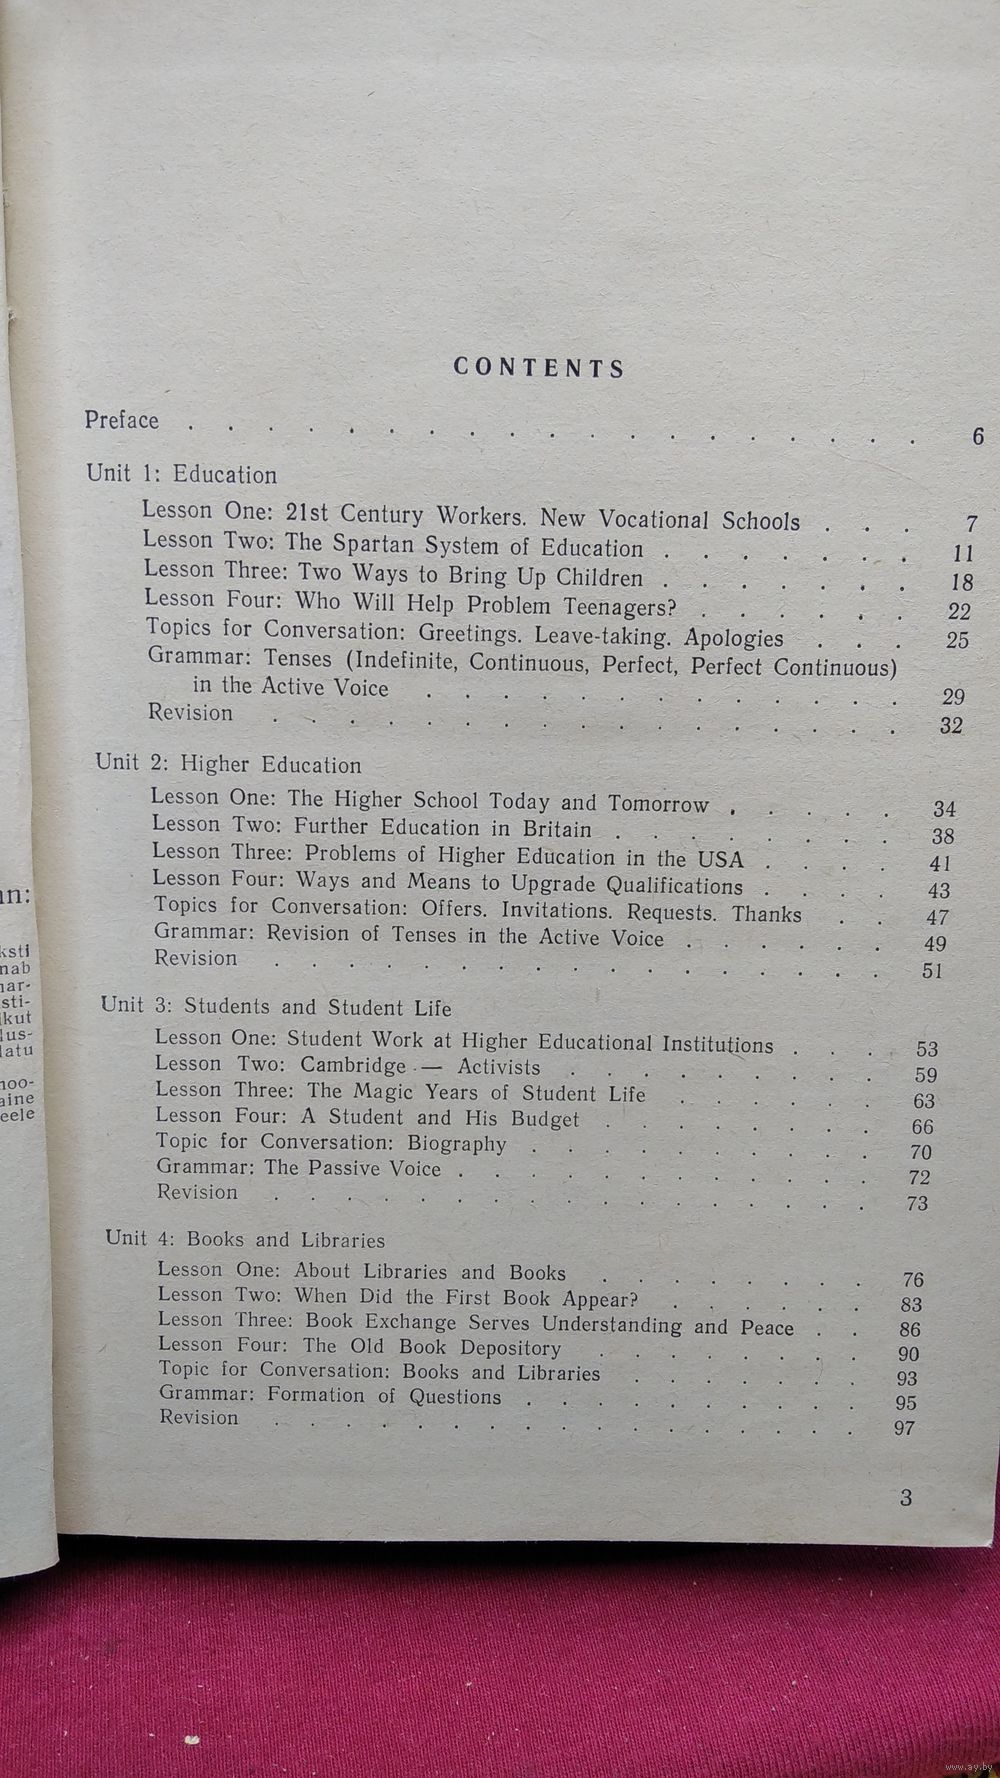 CONTENTS
Preface . . . . . . . . . . . . . . . . . . . 6
Unit 1: Education
Lesson One: 21st Century Workers. New Vocational Schools . . . 7
Lesson Two: The Spartan System of Education . . . . . . . 11
Lesson Three: Two Ways to Bring Up Children . . . . . . . 18
Lesson Four: Who Will Help Problem Teenagers? . . . . . . 22
Topics for Conversation: Greetings. Leave-taking. Apologies . . . 25
Grammar: Tenses (Indefinite, Continuous, Perfect, Perfect Continuous)
in the Active Voice . . . . . . . . . . . . . 29
Revision . . . . . . . . . . . . . . . . . 32
Unit 2: Higher Education
Lesson One: The Higher School Today and Tomorrow . . . . . 34
Lesson Two: Further Education in Britain . . . . . . . . 38
Lesson Three: Problems of Higher Education in the USA . . . . 41
Lesson Four: Ways and Means to Upgrade Qualifications . . . . 43
Topics for Conversation: Offers. Invitations. Requests. Thanks . . 47
Grammar: Revision of Tenses in the Active Voice . . . . . . 49
Revision . . . . . . . . . . . . . . . . . 51
Unit 3: Students and Student Life
Lesson One: Student Work at Higher Educational Institutions . . . 53
Lesson Two: Cambridge — Activists . . . . . . . . . 59
Lesson Three: The Magic Years of Student Life . . . . . . 63
Lesson Four: A Student and His Budget . . . . . . . . 66
Topic for Conversation: Biography . . . . . . . . . . 70
Grammar: The Passive Voice . . . . . . . . . . . . 72
Revision . . . . . . . . . . . . . . . . . 73
Unit 4: Books and Libraries
Lesson One: About Libraries and Books . . . . . . . . 76
Lesson Two: When Did the First Book Appear? . . . . . . 83
Lesson Three: Book Exchange Serves Understanding and Peace . . 86
Lesson Four: The Old Book Depository . . . . . . . . 90
Topic for Conversation: Books and Libraries . . . . . . . 93
Grammar: Formation of Questions . . . . . . . . . . 95
Revision . . . . . . . . . . . . . . . . . 97
3
www.ay.by